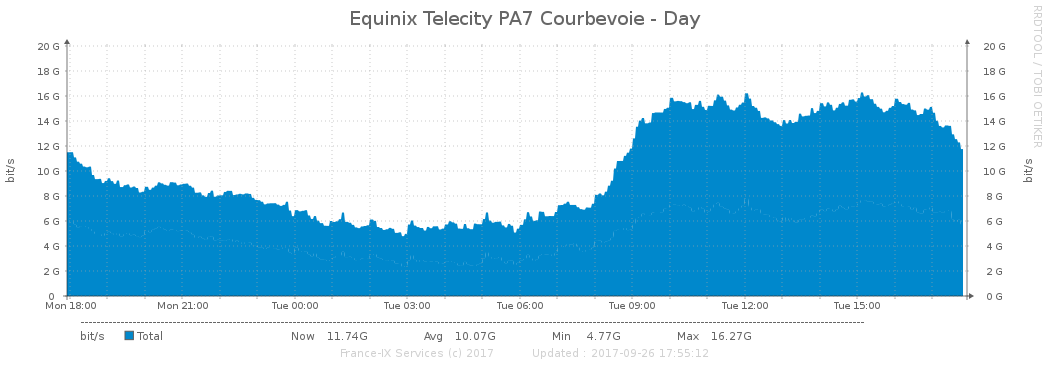 Equinix Telecity PA7 Courbevoie - Day
RRDTOOL / TOBI OETIKER
bit/s
20 G 20 G
18 G 18 G
16 G 16 G
14 G 14 G
12 G 12 G
10 G 10 G
8 G 8 G
6 G 6 G
4 G 4 G
2 G 2 G
0 0 G
bit/s
Mon 18:00 Mon 21:00 Tue 00:00 Tue 03:00 Tue 06:00 Tue 09:00 Tue 12:00 Tue 15:00
bit/s Total Now 11.74G Avg 10.07G Min 4.77G Max 16.27G
France-IX Services (c) 2017 Updated : 2017-09-26 17:55:12